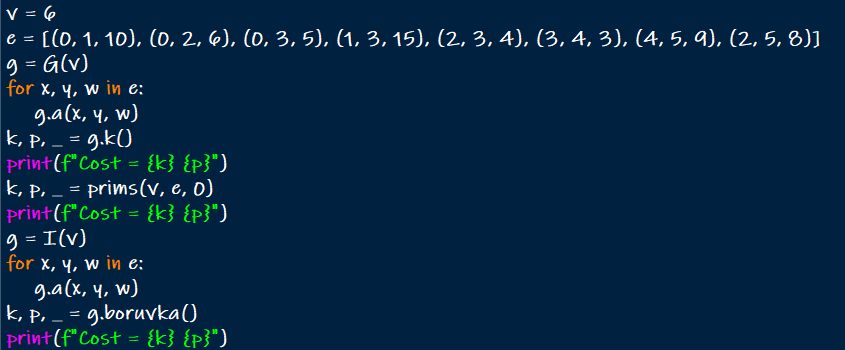 v = 6
e = [(0, 1, 10), (0, 2, 6), (0, 3, 5), (1, 3, 15), (2, 3, 4), (3, 4, 3), (4, 5, 9), (2, 5, 8)]
g = G(v)
for x, y, w in e:
    g.a(x, y, w)
k, p, _ = g.k()
print(f"Cost = {k} {p}")
k, p, _ = prims(v, e, 0)
print(f"Cost = {k} {p}")
g = I(v)
for x, y, w in e:
    g.a(x, y, w)
k, p, _ = g.boruvka()
print(f"Cost = {k} {p}")